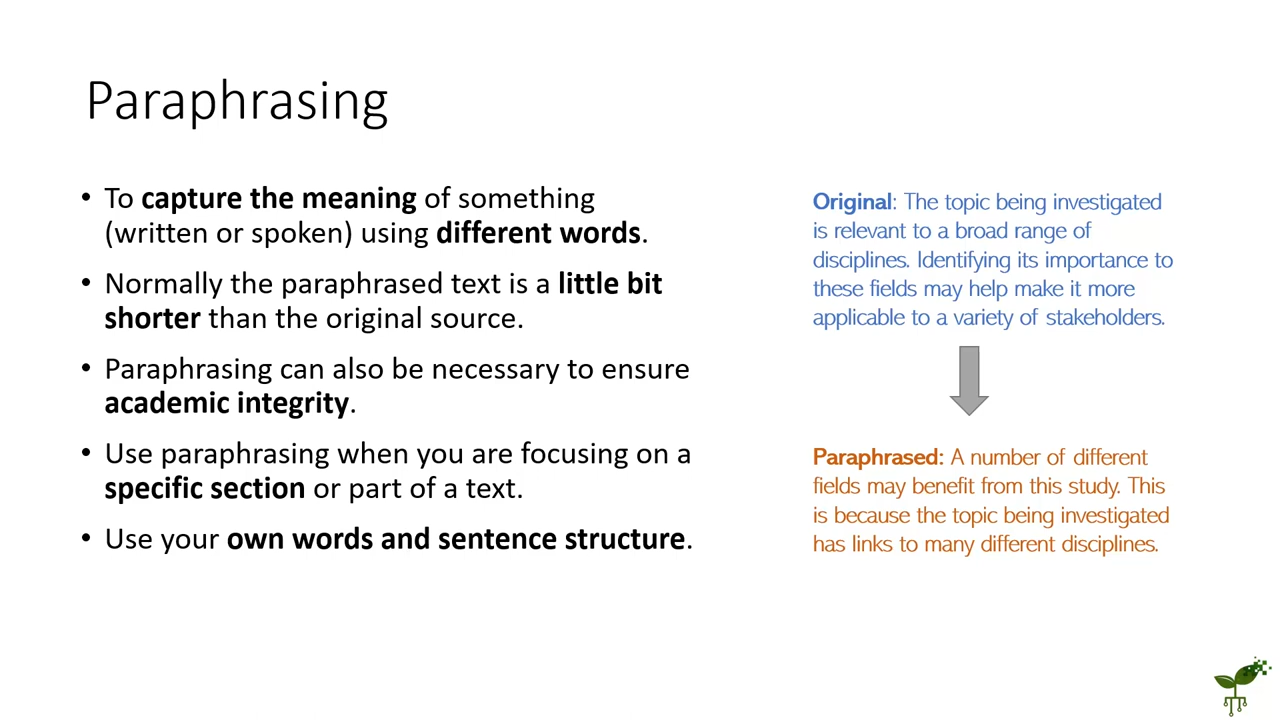 Paraphrasing
• To capture the meaning of something
(written or spoken) using different words.
• Normally the paraphrased text is a little bit
shorter than the original source.
• Paraphrasing can also be necessary to ensure
academic integrity.
• Use paraphrasing when you are focusing on a
specific section or part of a text.
• Use your own words and sentence structure.
Original: The topic being investigated
is relevant to a broad range of
disciplines. Identifying its importance to
these fields may help make it more
applicable to a variety of stakeholders.
Paraphrased: A number of different
fields may benefit from this study. This
is because the topic being investigated
has links to many different disciplines.